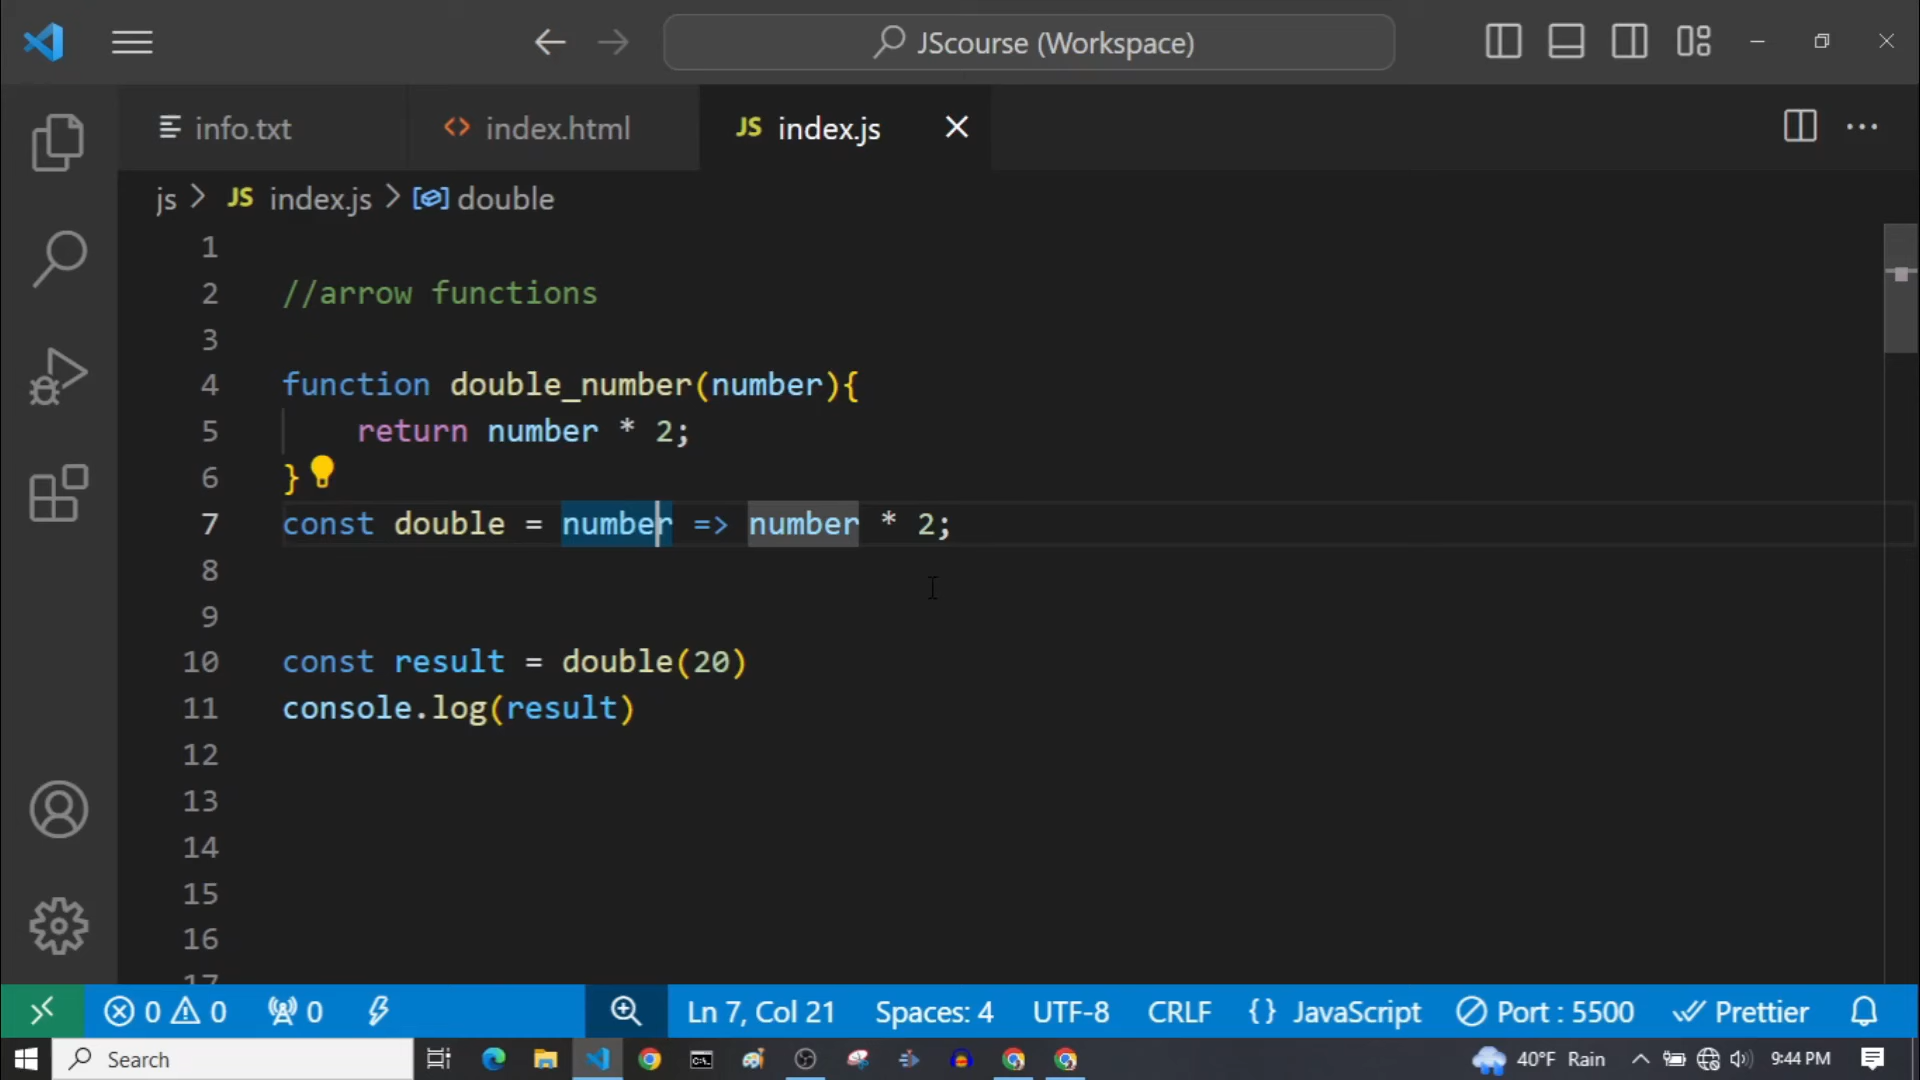 JScourse (Workspace)
info.txt
index.html
JS index.js
js > JS index.js > double
1
2 //arrow functions
3
4 function double_number(number){
5 return number * 2;
6 }
7 const double = number => number * 2;
8
9
10 const result = double(20)
11 console.log(result)
12
13
14
15
16
17
0 0 0 Ln 7, Col 21 Spaces: 4 UTF-8 CRLF {} JavaScript Port : 5500 Prettier
Search 40°F Rain 9:44 PM